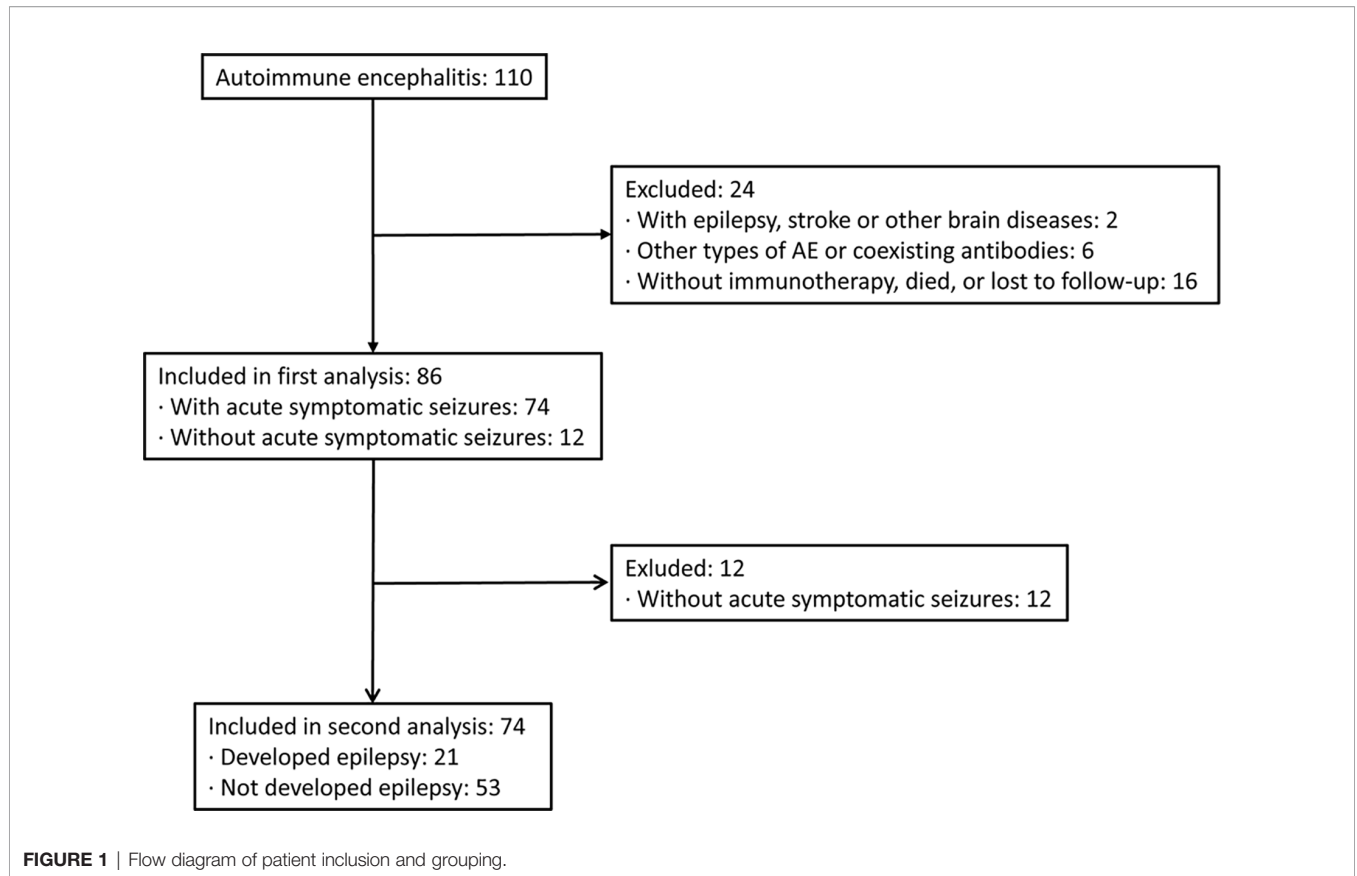 Autoimmune encephalitis: 110
Excluded: 24
· With epilepsy, stroke or other brain diseases: 2
· Other types of AE or coexisting antibodies: 6
· Without immunotherapy, died, or lost to follow-up: 16
Included in first analysis: 86
· With acute symptomatic seizures: 74
· Without acute symptomatic seizures: 12
Exluded: 12
· Without acute symptomatic seizures: 12
Included in second analysis: 74
· Developed epilepsy: 21
· Not developed epilepsy: 53
FIGURE 1 | Flow diagram of patient inclusion and grouping.